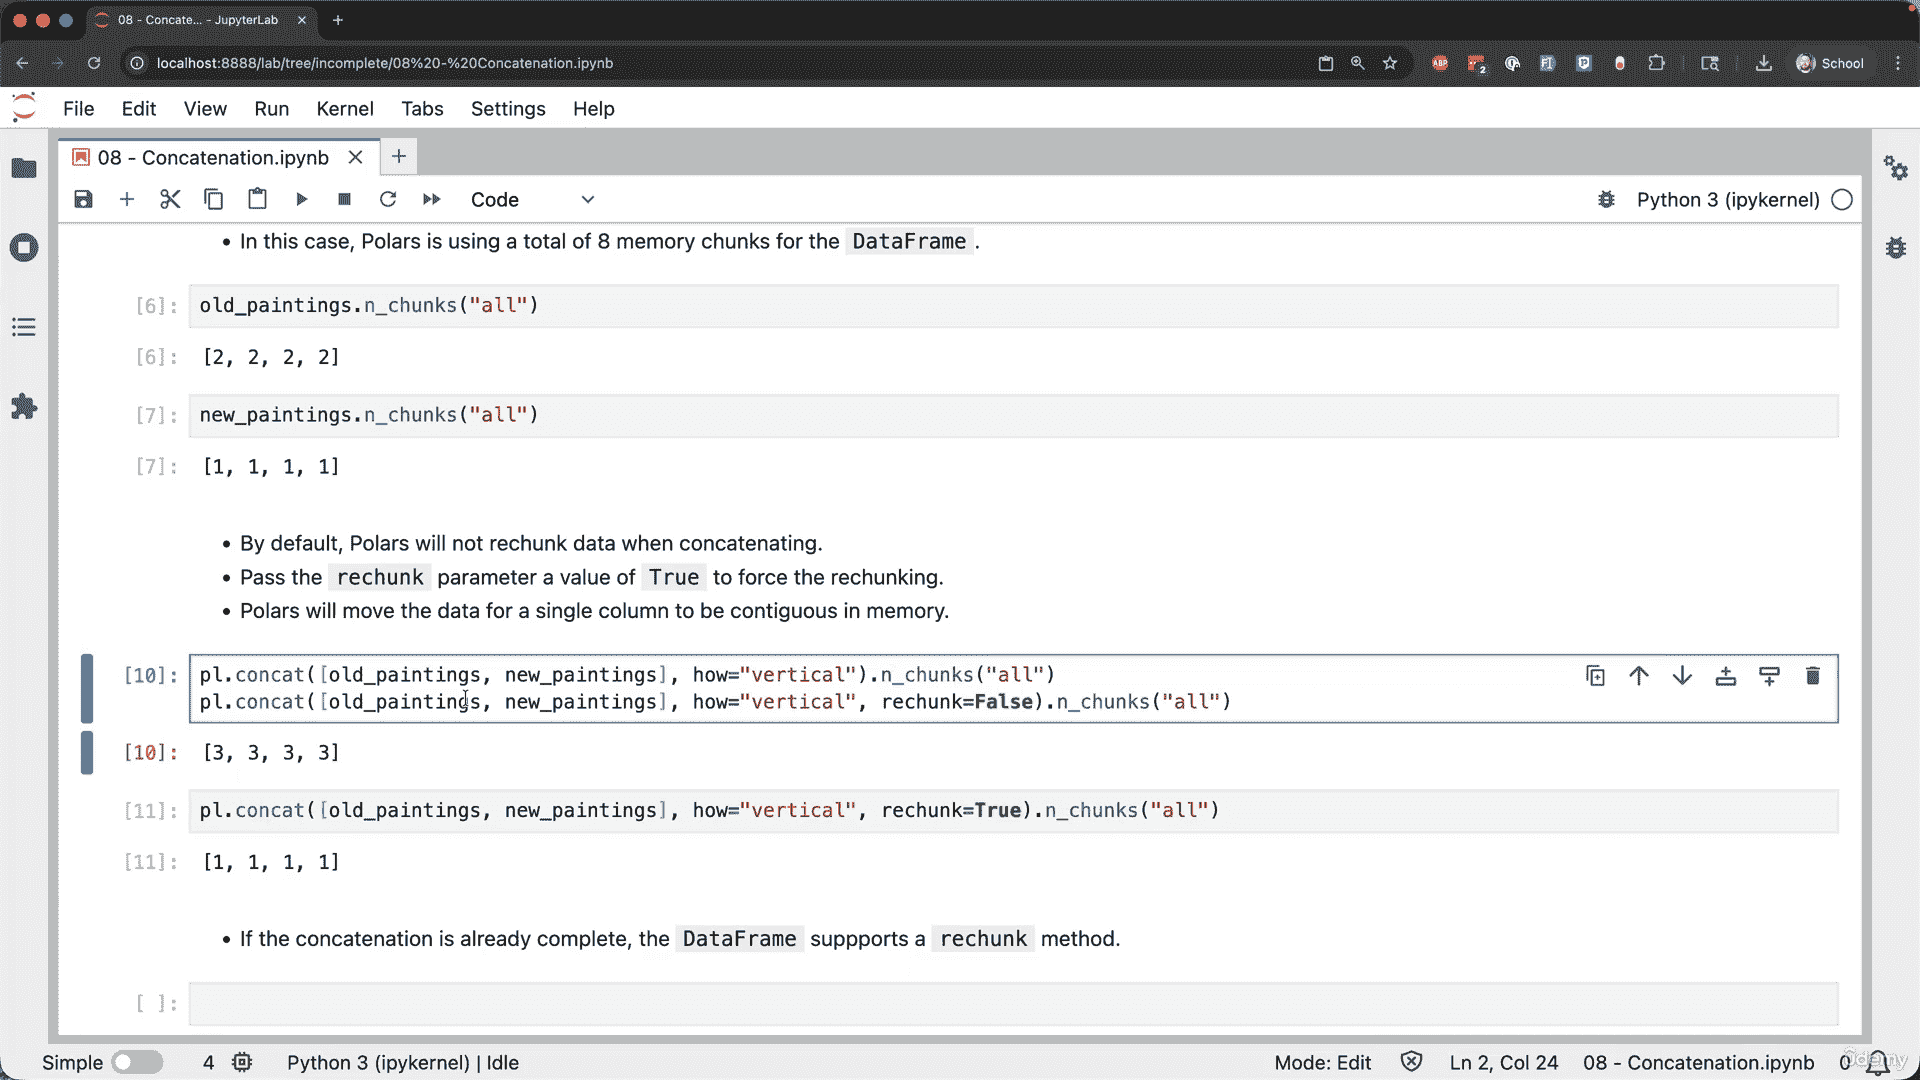 08 - Concate... - JupyterLab
localhost:8888/lab/tree/incomplete/08%20-%20Concatenation.ipynb
ABP
2
School
File Edit View Run Kernel Tabs Settings Help
08 - Concatenation.ipynb
Code
Python 3 (ipykernel)
• In this case, Polars is using a total of 8 memory chunks for the DataFrame .
[6]: old_paintings.n_chunks("all")
[6]: [2, 2, 2, 2]
[7]: new_paintings.n_chunks("all")
[7]: [1, 1, 1, 1]
• By default, Polars will not rechunk data when concatenating.
• Pass the rechunk parameter a value of True to force the rechunking.
• Polars will move the data for a single column to be contiguous in memory.
[10]: pl.concat([old_paintings, new_paintings], how="vertical").n_chunks("all")
pl.concat([old_paintings, new_paintings], how="vertical", rechunk=False).n_chunks("all")
[10]: [3, 3, 3, 3]
[11]: pl.concat([old_paintings, new_paintings], how="vertical", rechunk=True).n_chunks("all")
[11]: [1, 1, 1, 1]
• If the concatenation is already complete, the DataFrame suppports a rechunk method.
[ ]:
Simple 4 Python 3 (ipykernel) | Idle Mode: Edit Ln 2, Col 24 08 - Concatenation.ipynb 0
udemy